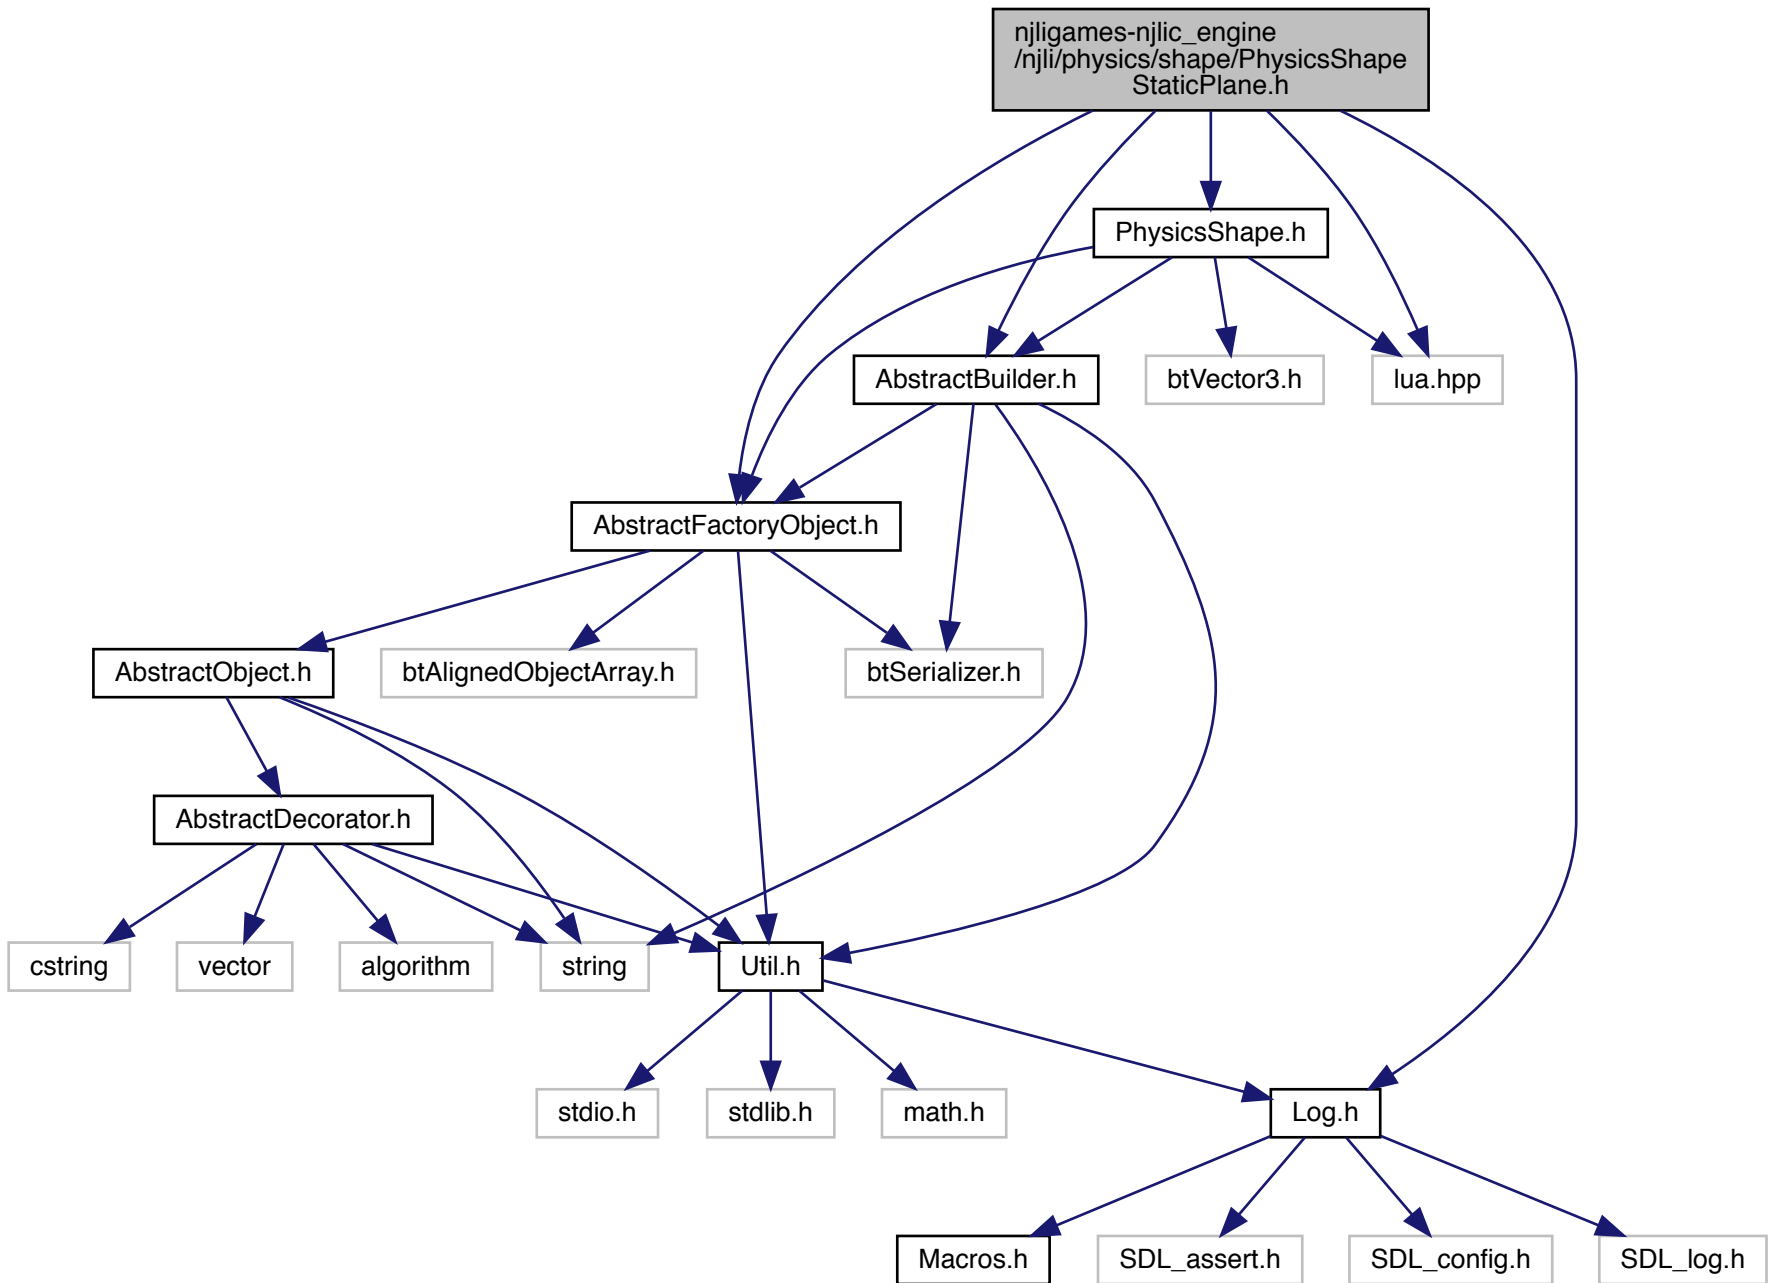 njligames-njlic_engine
/njli/physics/shape/PhysicsShape
StaticPlane.h
PhysicsShape.h
AbstractBuilder.h
btVector3.h
lua.hpp
AbstractFactoryObject.h
AbstractObject.h
btAlignedObjectArray.h
btSerializer.h
AbstractDecorator.h
cstring
vector
algorithm
string
Util.h
stdio.h
stdlib.h
math.h
Log.h
Macros.h
SDL_assert.h
SDL_config.h
SDL_log.h